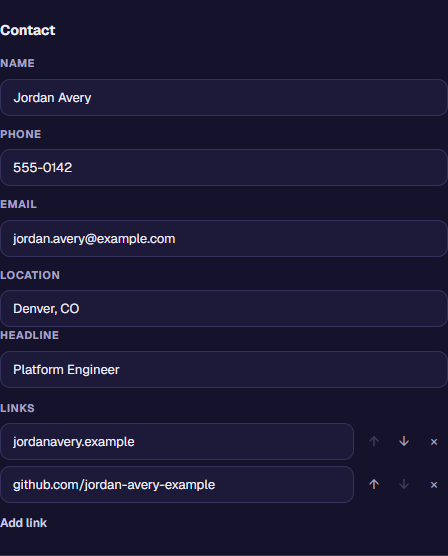 Contact
NAME
Jordan Avery
PHONE
555-0142
EMAIL
jordan.avery@example.com
LOCATION
Denver, CO
HEADLINE
Platform Engineer
LINKS
jordanavery.example ↑ ↓ ×
github.com/jordan-avery-example ↑ ↓ ×
Add link